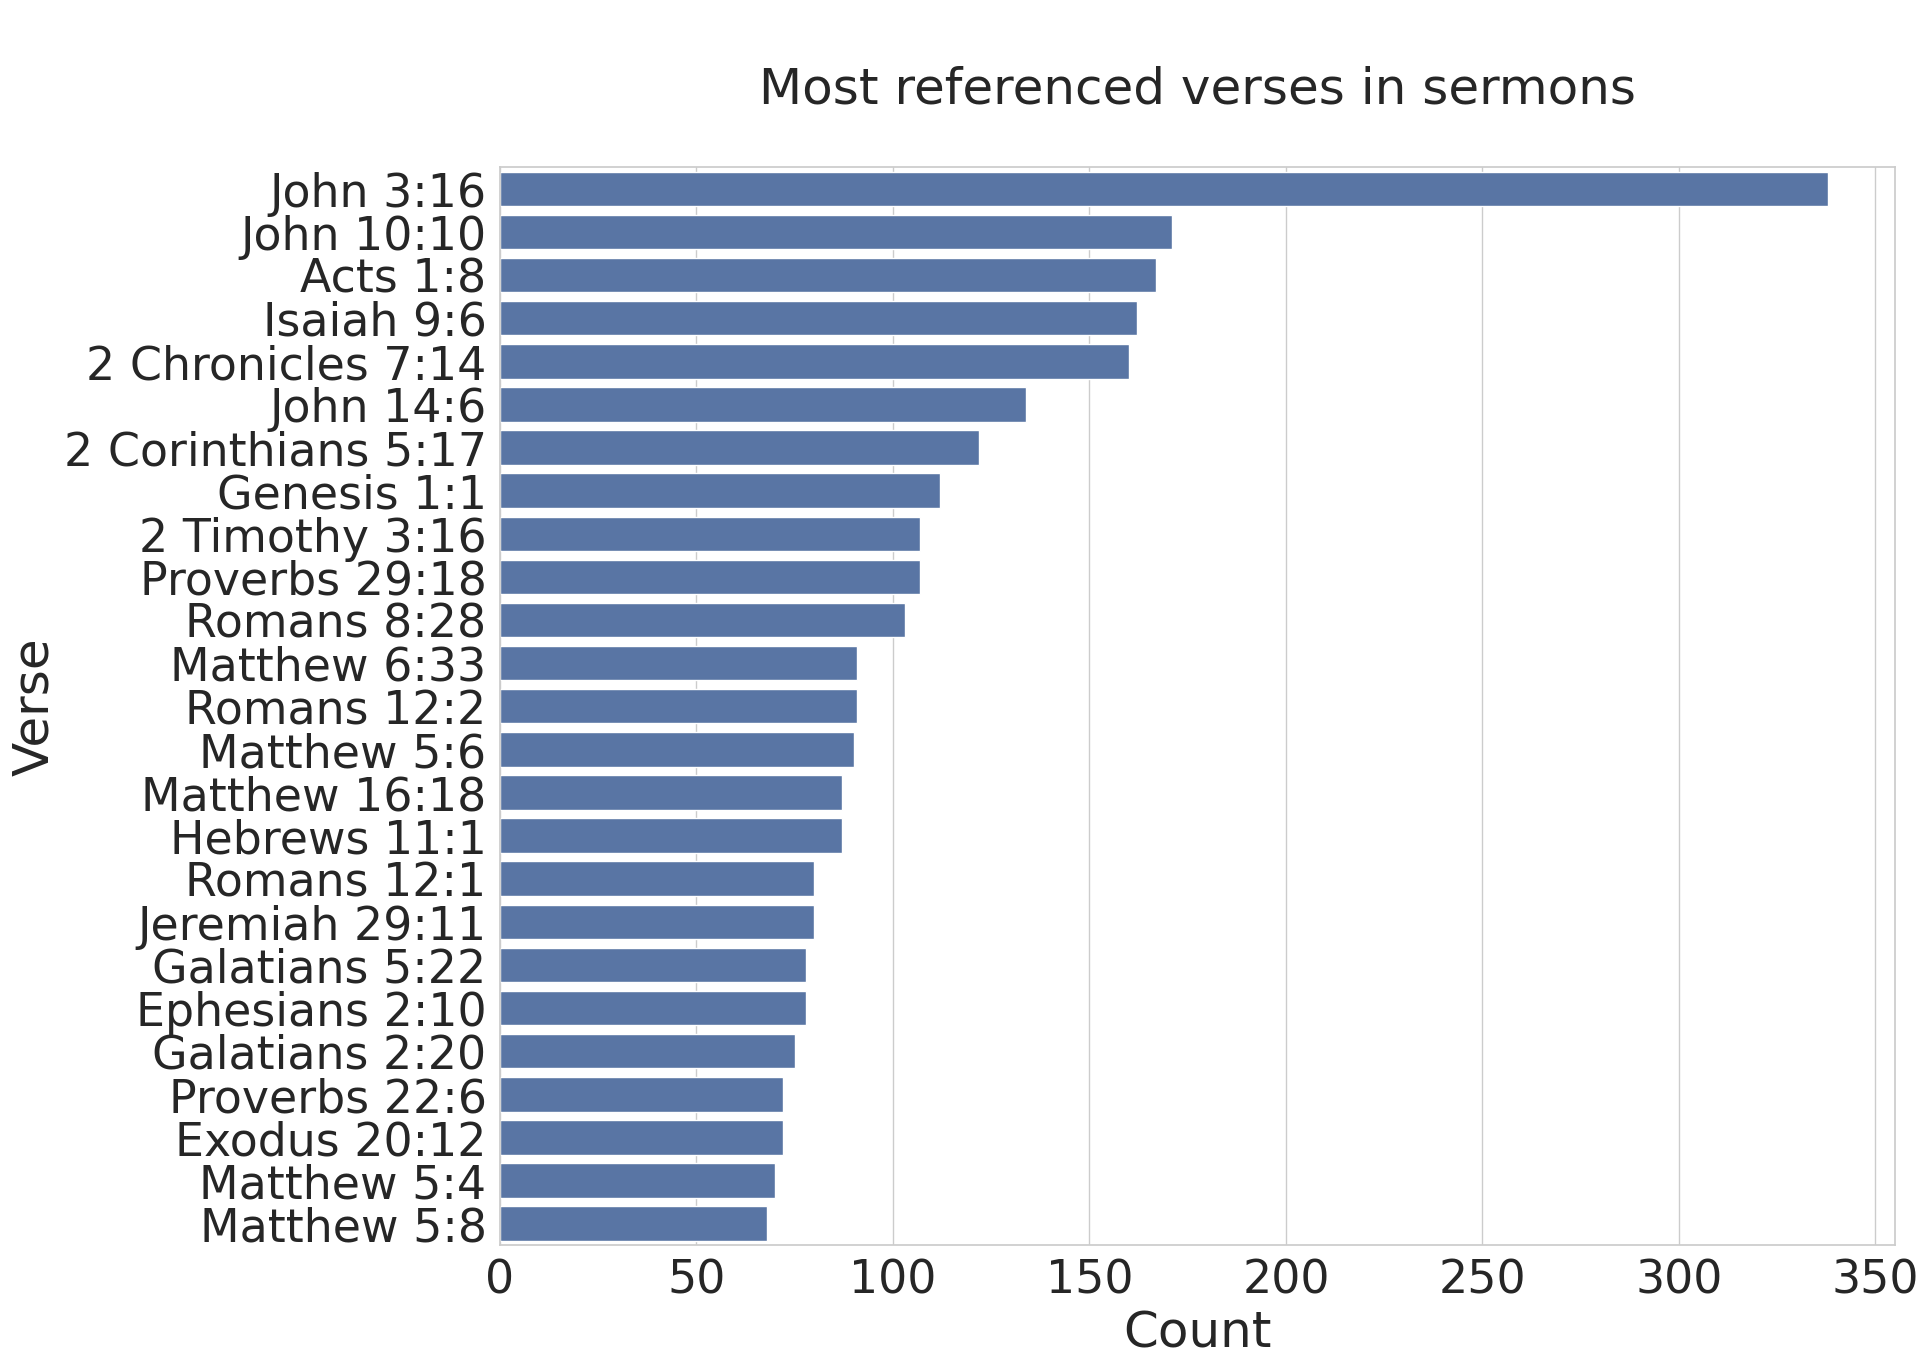 Most referenced verses in sermons
John 3:16
John 10:10
Acts 1:8
Isaiah 9:6
2 Chronicles 7:14
John 14:6
2 Corinthians 5:17
Genesis 1:1
2 Timothy 3:16
Proverbs 29:18
Romans 8:28
Matthew 6:33
Romans 12:2
Matthew 5:6
Matthew 16:18
Hebrews 11:1
Romans 12:1
Jeremiah 29:11
Galatians 5:22
Ephesians 2:10
Galatians 2:20
Proverbs 22:6
Exodus 20:12
Matthew 5:4
Matthew 5:8
Verse
0 50 100 150 200 250 300 350
Count